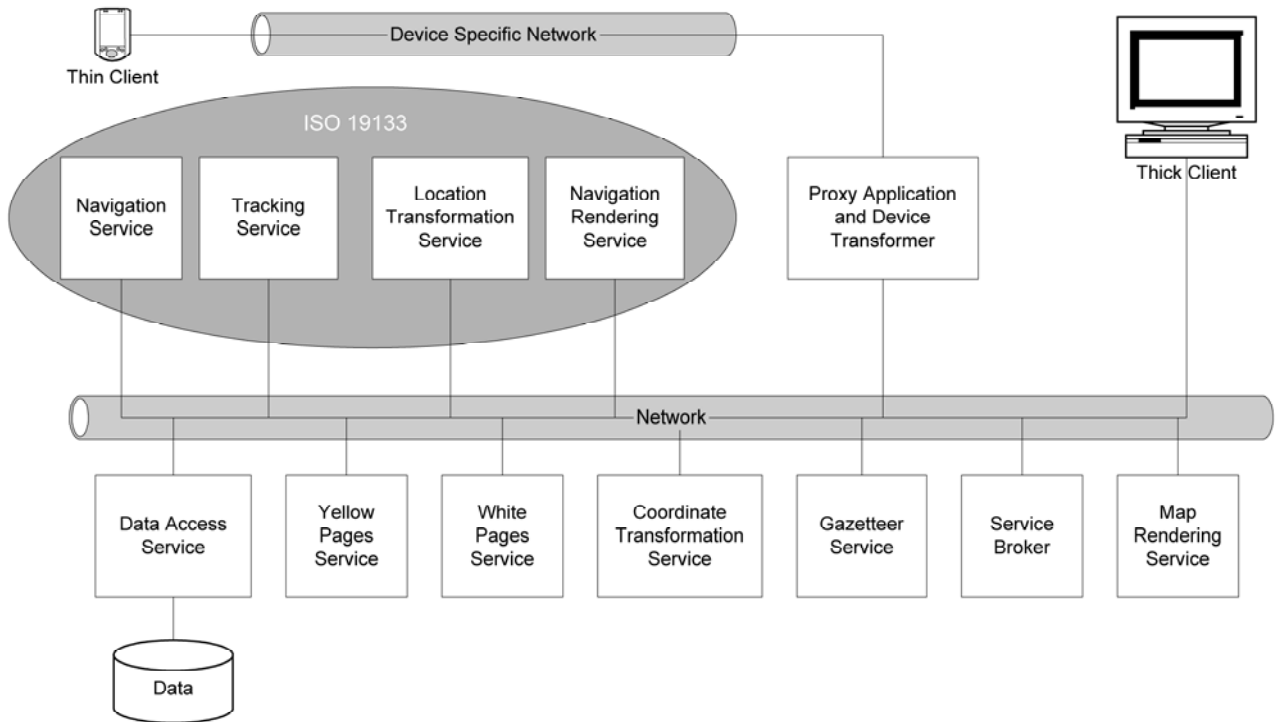 Device Specific Network
Thin Client
ISO 19133
Navigation
Service
Tracking
Service
Location
Transformation
Service
Navigation
Rendering
Service
Proxy Application
and Device
Transformer
Thick Client
Network
Data Access
Service
Yellow
Pages
Service
White
Pages
Service
Coordinate
Transformation
Service
Gazetteer
Service
Service
Broker
Map
Rendering
Service
Data